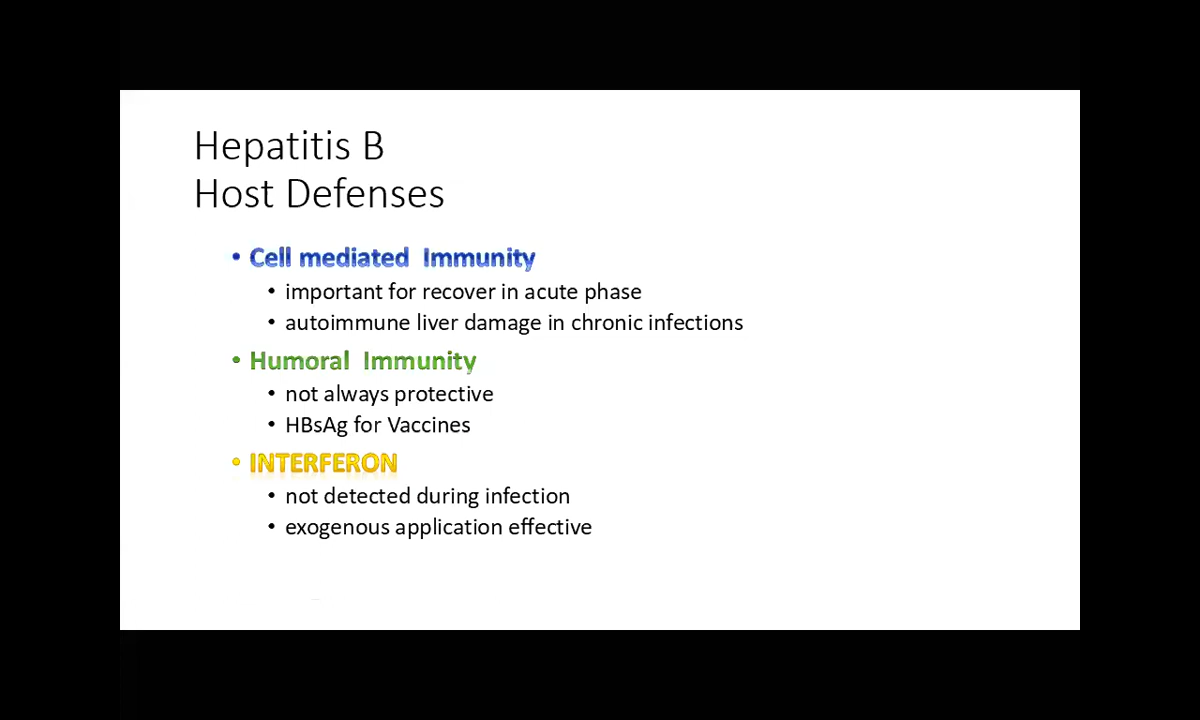 Hepatitis B
Host Defenses
• Cell mediated Immunity
• important for recover in acute phase
• autoimmune liver damage in chronic infections
• Humoral Immunity
• not always protective
• HBsAg for Vaccines
• INTERFERON
• not detected during infection
• exogenous application effective